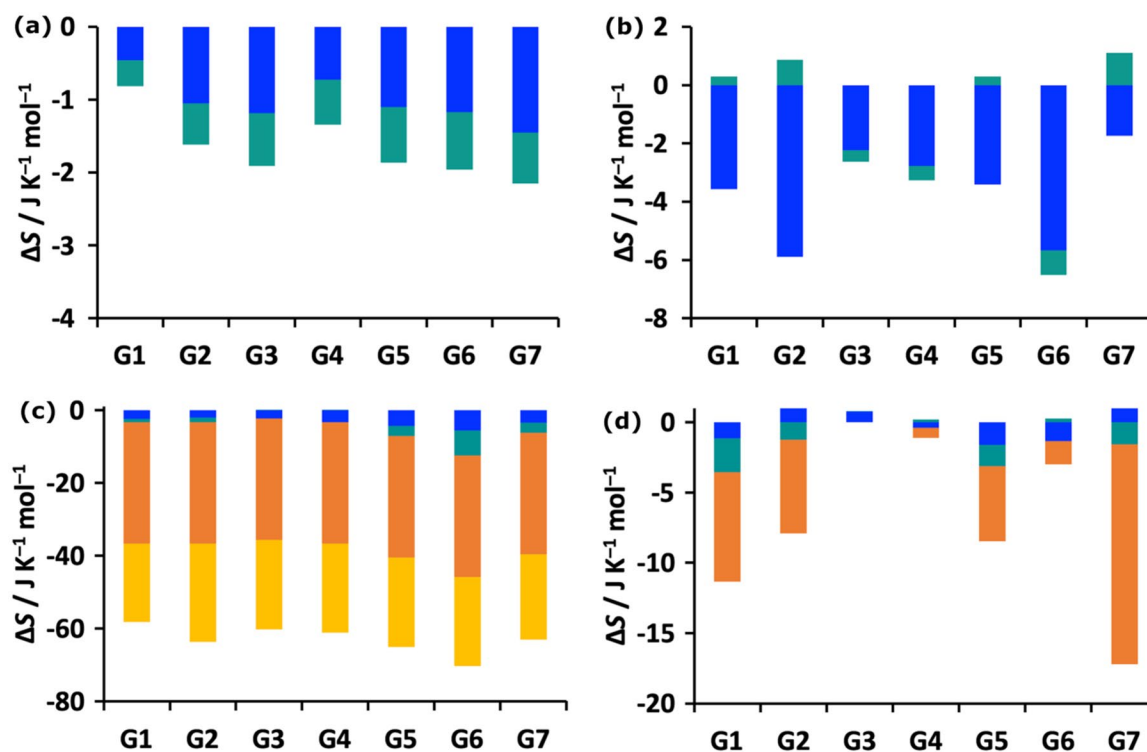 (a)
0
-1
-2
-3
-4
ΔS / J K⁻¹ mol⁻¹
G1 G2 G3 G4 G5 G6 G7
(b)
2
0
-2
-4
-6
-8
ΔS / J K⁻¹ mol⁻¹
G1 G2 G3 G4 G5 G6 G7
(c)
0
-20
-40
-60
-80
ΔS / J K⁻¹ mol⁻¹
G1 G2 G3 G4 G5 G6 G7
(d)
0
-5
-10
-15
-20
ΔS / J K⁻¹ mol⁻¹
G1 G2 G3 G4 G5 G6 G7